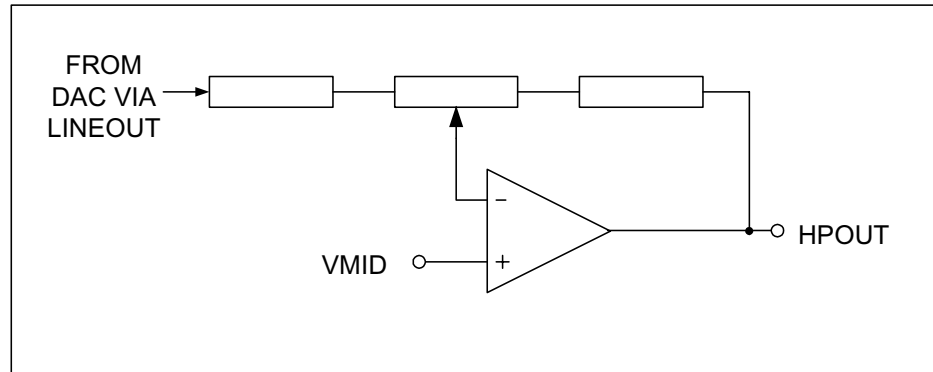 FROM
DAC VIA
LINEOUT
−
+
VMID
HPOUT